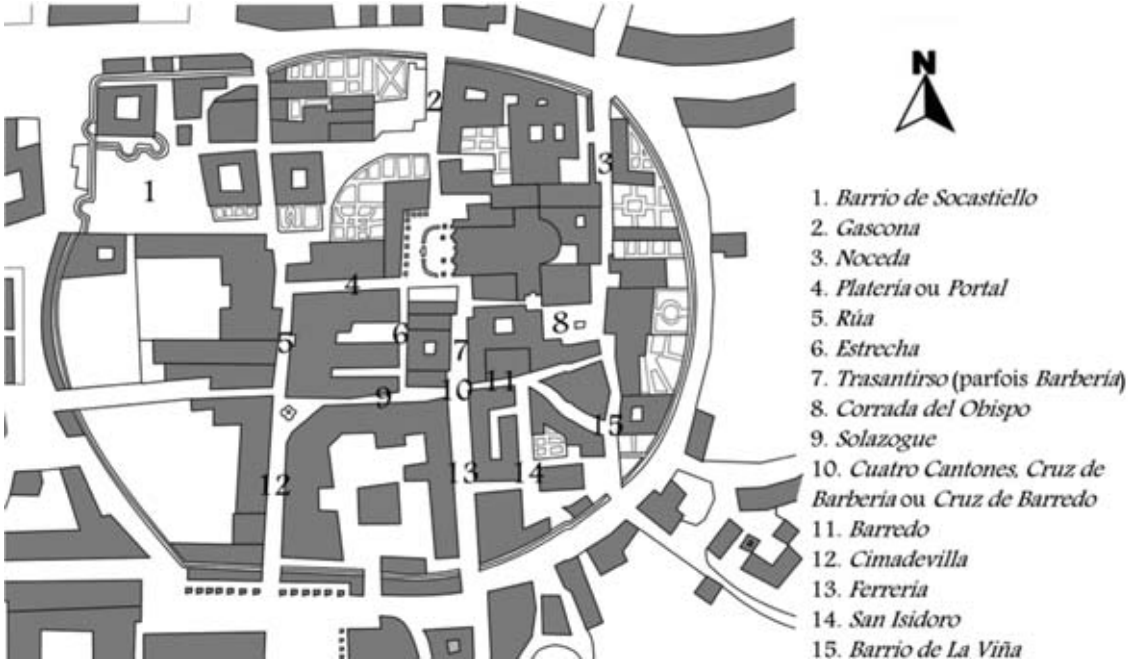 N
1. Barrio de Socastiello
2. Gascona
3. Noceda
4. Platería ou Portal
5. Rúa
6. Estrecha
7. Trasantirso (parfois Barbería)
8. Corrada del Obispo
9. Solazogue
10. Cuatro Cantones, Cruz de
Barbería ou Cruz de Barredo
11. Barredo
12. Cimadevilla
13. Ferrería
14. San Isidoro
15. Barrio de La Viña
2
3
1
4
8
5
6
7
10
11
9
15
13
14
12